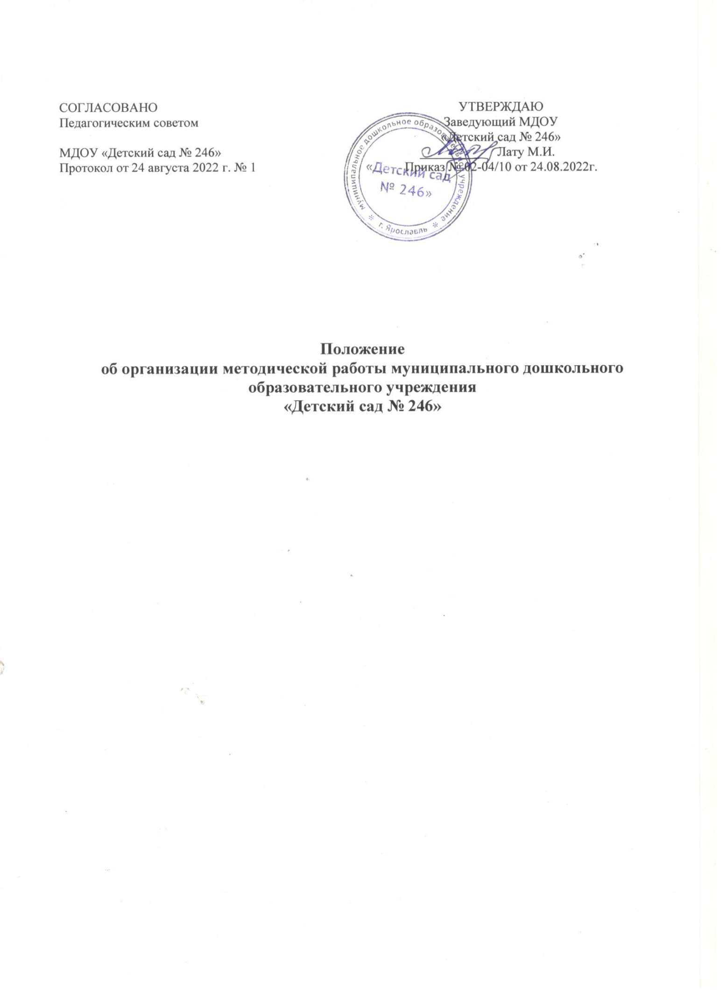 СОГЛАСОВАНО
Педагогическим советом
МДОУ «Детский сад № 246»
Протокол от 24 августа 2022 г. № 1
УТВЕРЖДАЮ
Заведующий МДОУ
«Детский сад № 246»
Лату М.И.
Приказ № 02-04/10 от 24.08.2022г.
муниципальное дошкольное образовательное учреждение
«Детский сад
№ 246»
г. Ярославль
Положение
об организации методической работы муниципального дошкольного
образовательного учреждения
«Детский сад № 246»